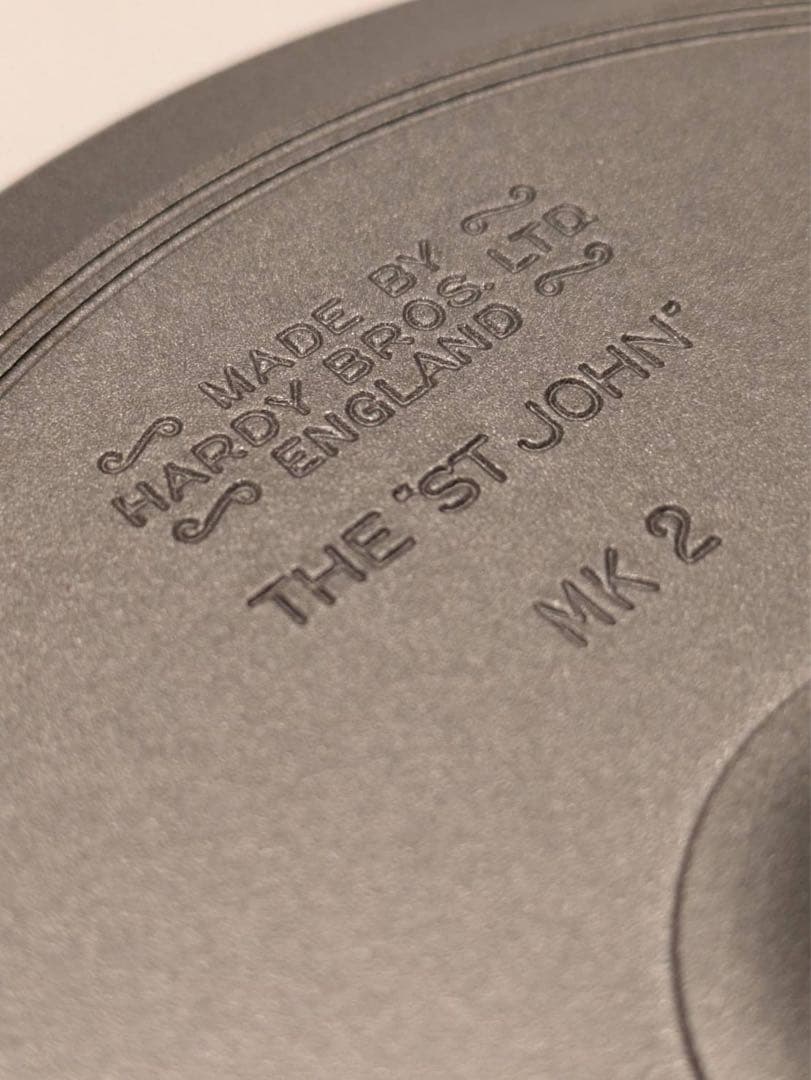 MADE BY
HARDY BROS. LTD
ENGLAND
THE "ST JOHN"
MK 2